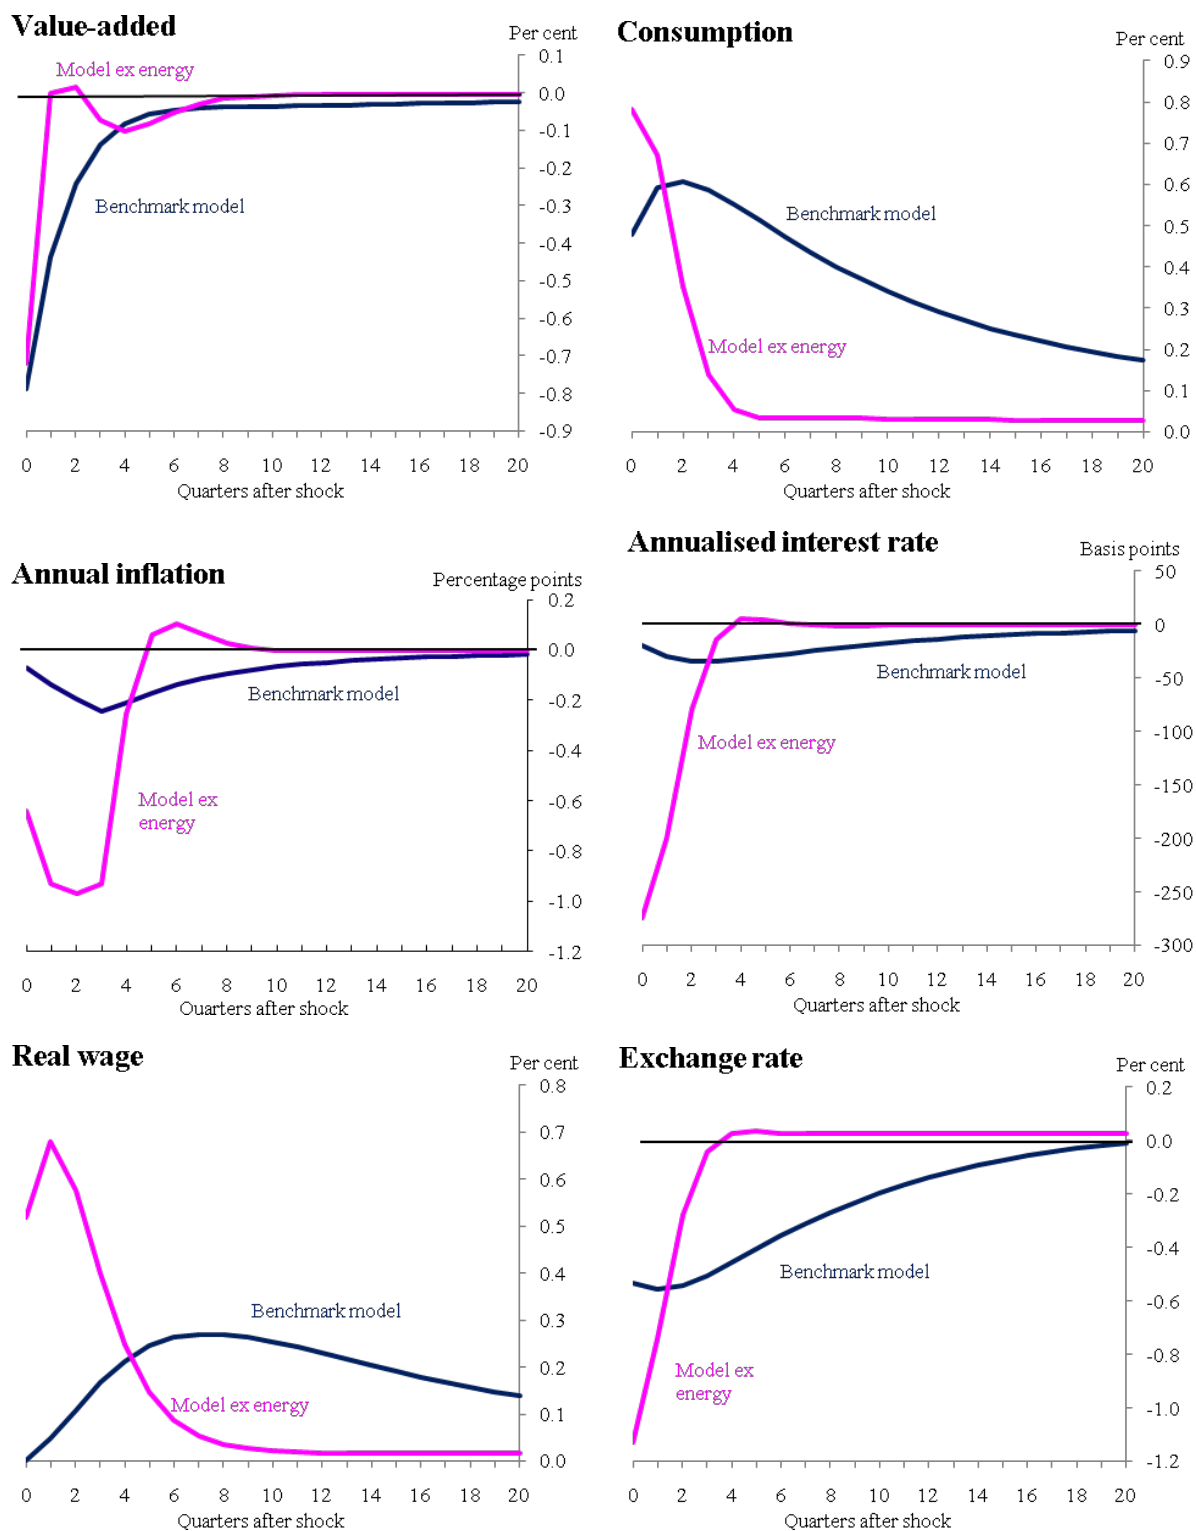 Value-added
Per cent
Model ex energy
Benchmark model
0.1
0.0
-0.1
-0.2
-0.3
-0.4
-0.5
-0.6
-0.7
-0.8
-0.9
0 2 4 6 8 10 12 14 16 18 20
Quarters after shock
Consumption
Per cent
Benchmark model
Model ex energy
0.9
0.8
0.7
0.6
0.5
0.4
0.3
0.2
0.1
0.0
0 2 4 6 8 10 12 14 16 18 20
Quarters after shock
Annual inflation
Percentage points
Benchmark model
Model ex
energy
0.2
0.0
-0.2
-0.4
-0.6
-0.8
-1.0
-1.2
0 2 4 6 8 10 12 14 16 18 20
Ouarters after shock
Annualised interest rate
Basis points
Benchmark model
Model ex energy
50
0
-50
-100
-150
-200
-250
-300
0 2 4 6 8 10 12 14 16 18 20
Quarters after shock
Real wage
Per cent
Benchmark model
Model ex energy
0.8
0.7
0.6
0.5
0.4
0.3
0.2
0.1
0.0
0 2 4 6 8 10 12 14 16 18 20
Quarters after shock
Exchange rate
Per cent
Benchmark model
Model ex
energy
0.2
0.0
-0.2
-0.4
-0.6
-0.8
-1.0
-1.2
0 2 4 6 8 10 12 14 16 18 20
Quarters after shock